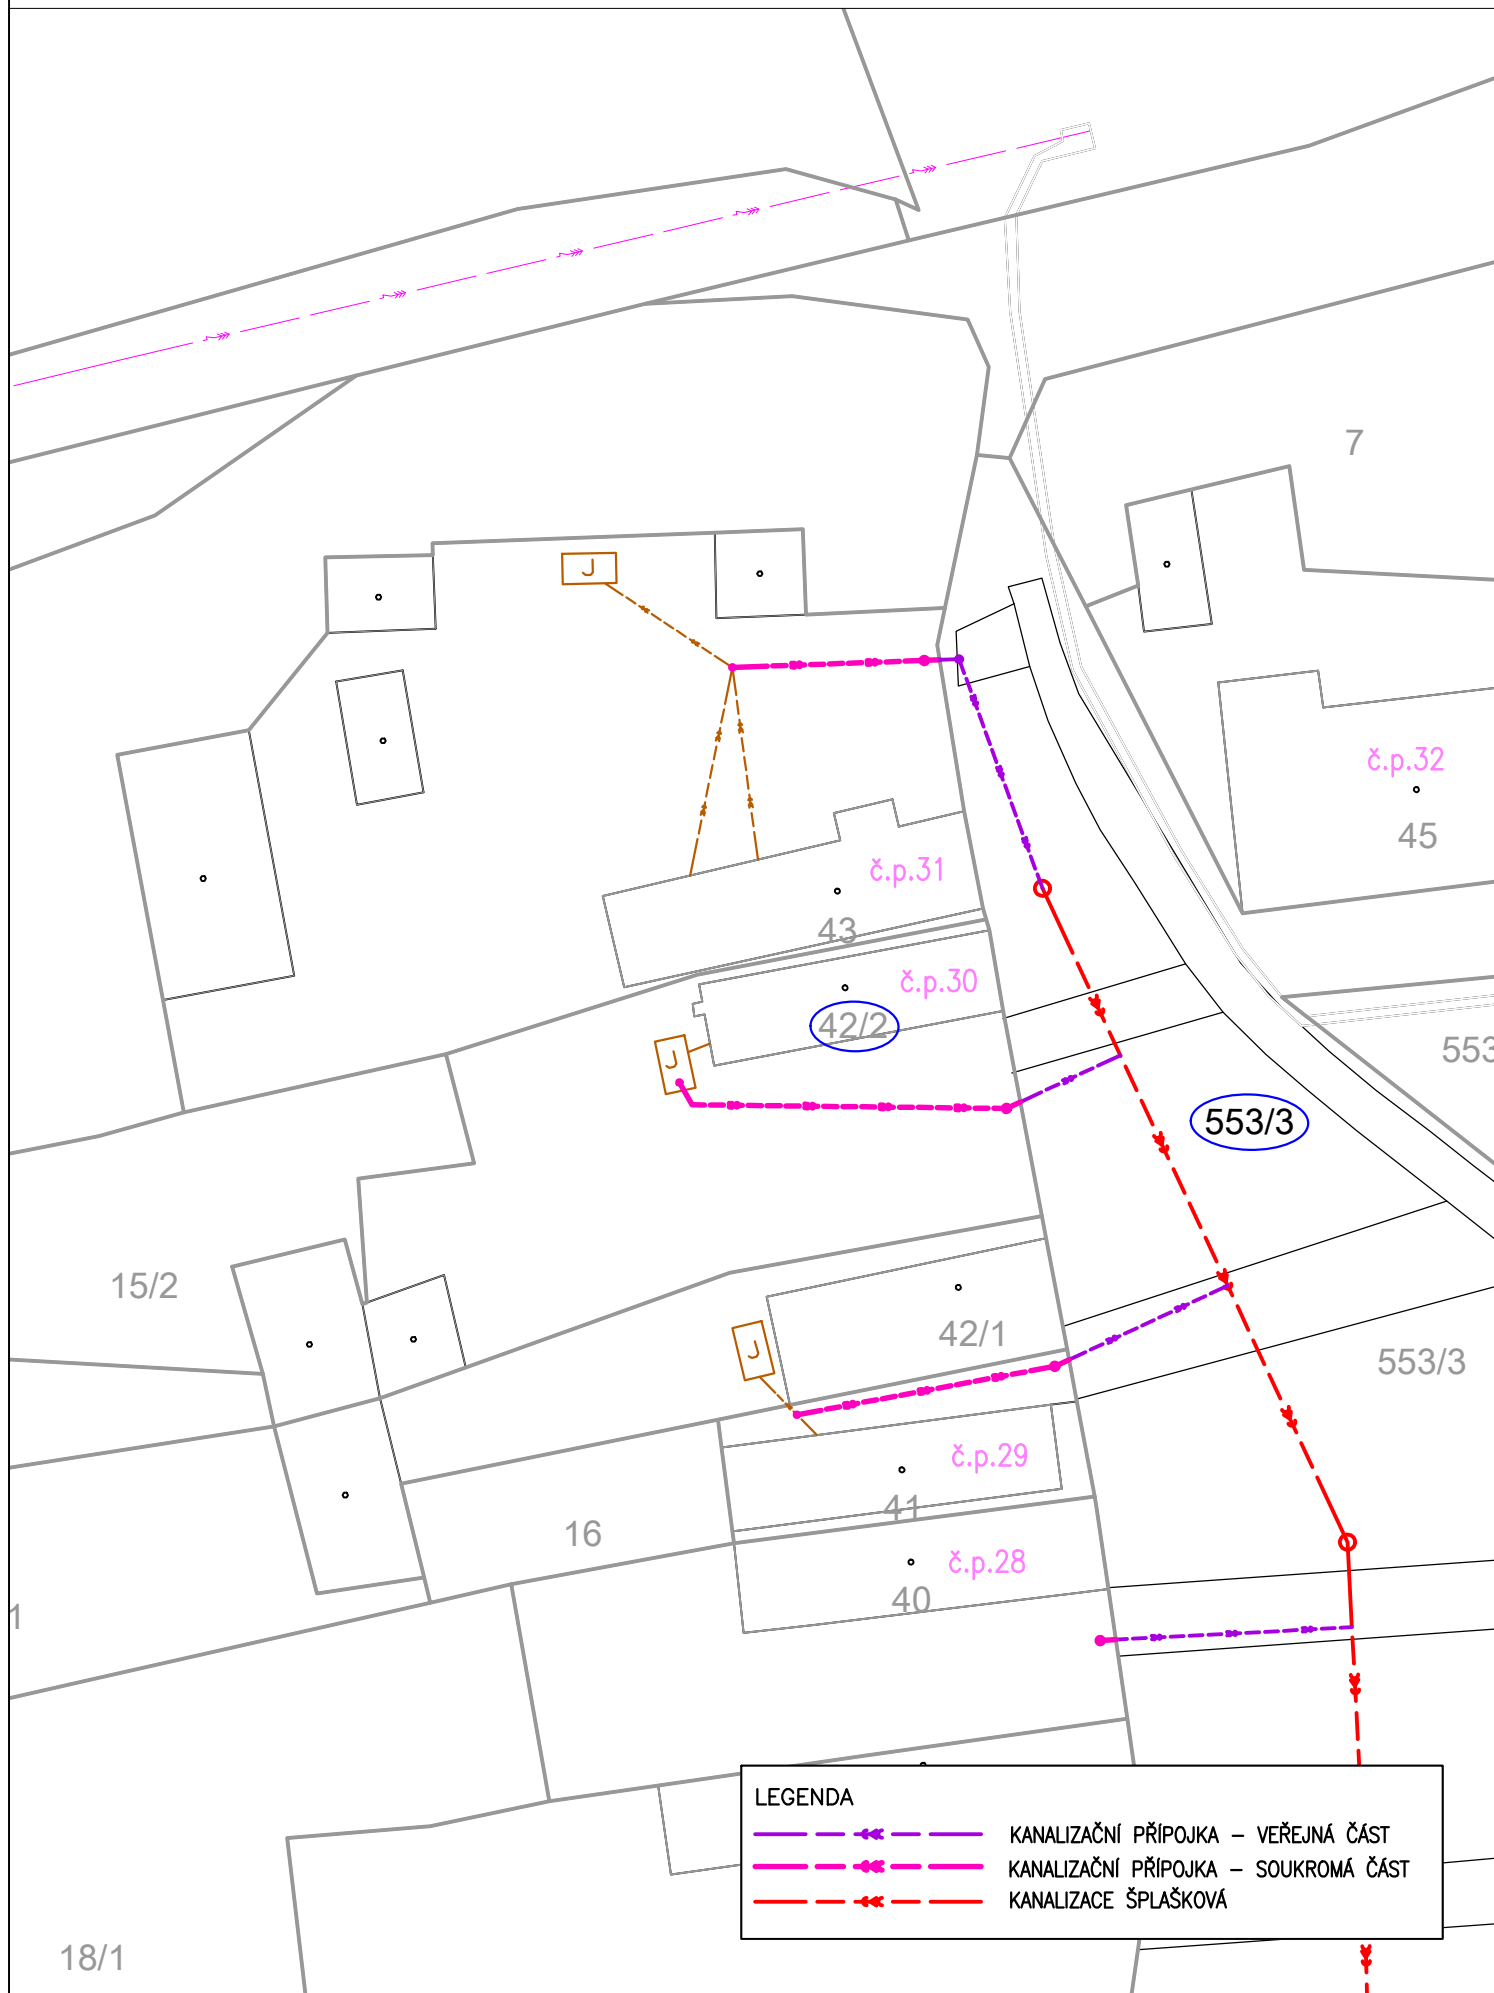 7
J
č.p.32
45
č.p.31
43
č.p.30
42/2
J
553
553/3
15/2
42/1
J
553/3
č.p.29
41
16
č.p.28
40
1
LEGENDA
KANALIZAČNÍ PŘÍPOJKA – VEŘEJNÁ ČÁST
KANALIZAČNÍ PŘÍPOJKA – SOUKROMÁ ČÁST
KANALIZACE ŠPLAŠKOVÁ
18/1